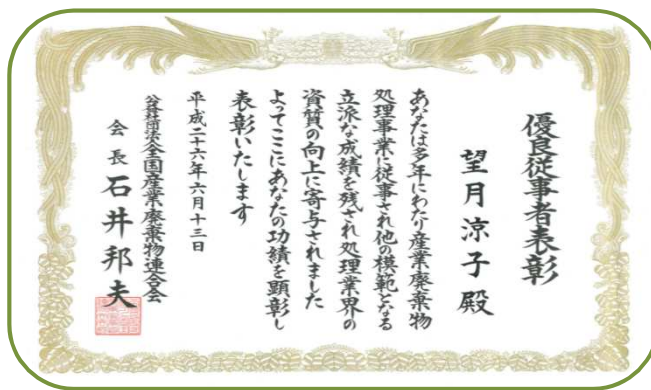 優良従事者表彰
望月涼子殿
あなたは多年にわたり産業廃棄物
処理事業に従事され他の模範となる
立派な成績を残され処理業界の
資質の向上に寄与されました
よってここにあなたの功績を顕彰し
表彰いたします
平成二十六年六月十三日
公益社団法人全国産業廃棄物連合会
会長 石井邦夫